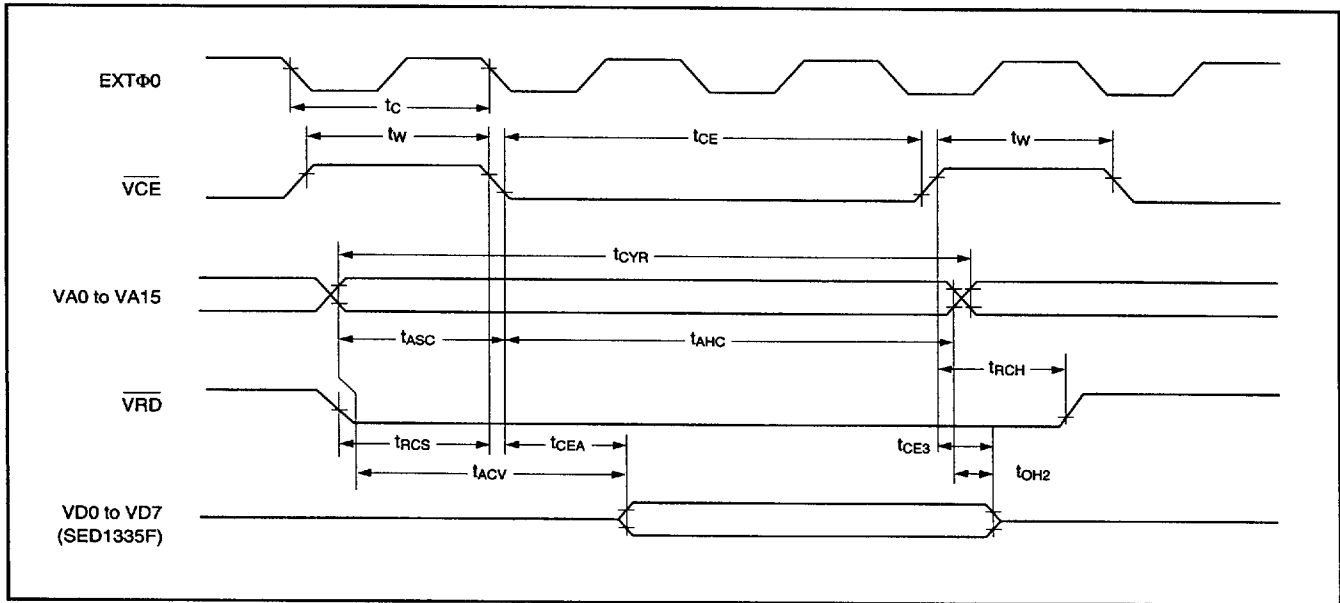 EXTΦ0
tC
tW
tCE
tW
VCE
tCYR
VA0 to VA15
tASC
tAHC
tRCH
VRD
tRCS
tCEA
tCE3
tACV
tOH2
VD0 to VD7
(SED1335F)